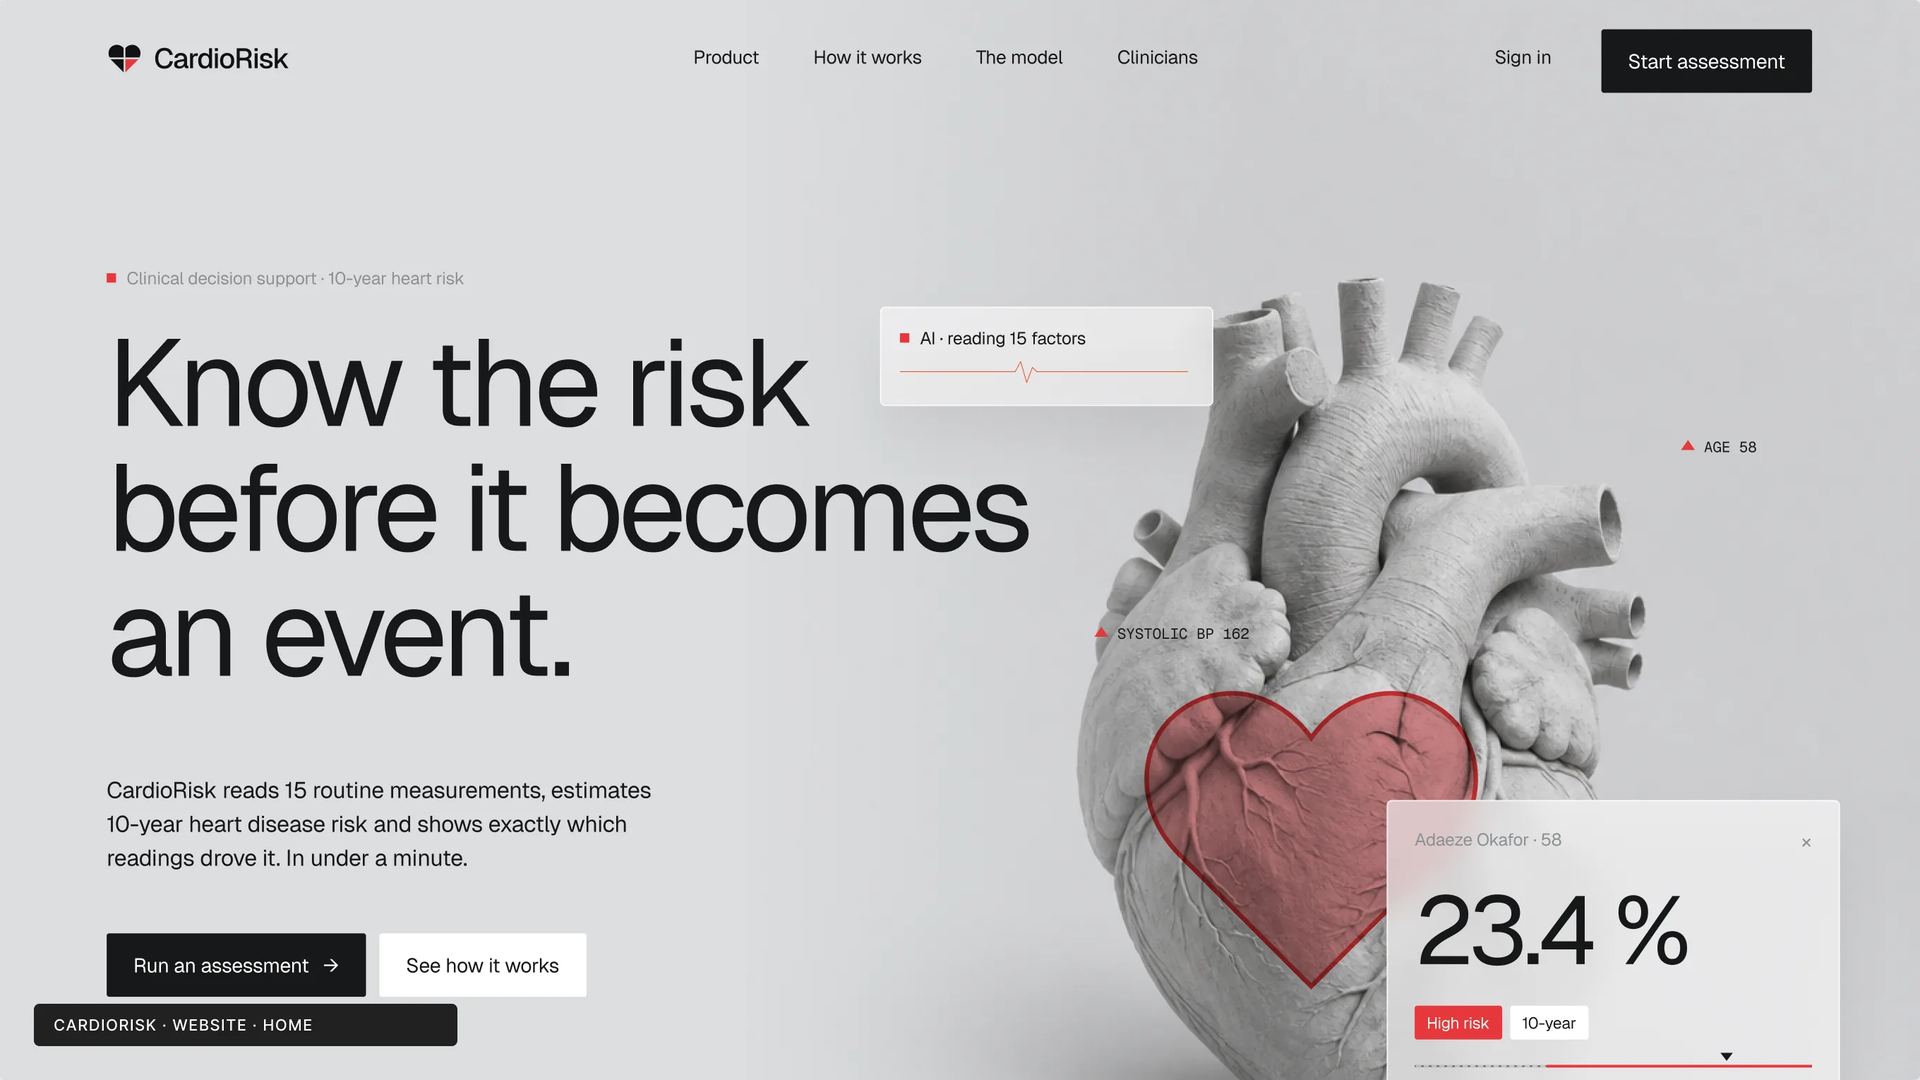 CardioRisk
Product
How it works
The model
Clinicians
Sign in
Start assessment
Clinical decision support · 10-year heart risk
Know the risk
before it becomes
an event.
AI · reading 15 factors
AGE 58
SYSTOLIC BP 162
CardioRisk reads 15 routine measurements, estimates
10-year heart disease risk and shows exactly which
readings drove it. In under a minute.
Run an assessment →
See how it works
Adaeze Okafor · 58
×
23.4 %
High risk
10-year
CARDIORISK · WEBSITE · HOME